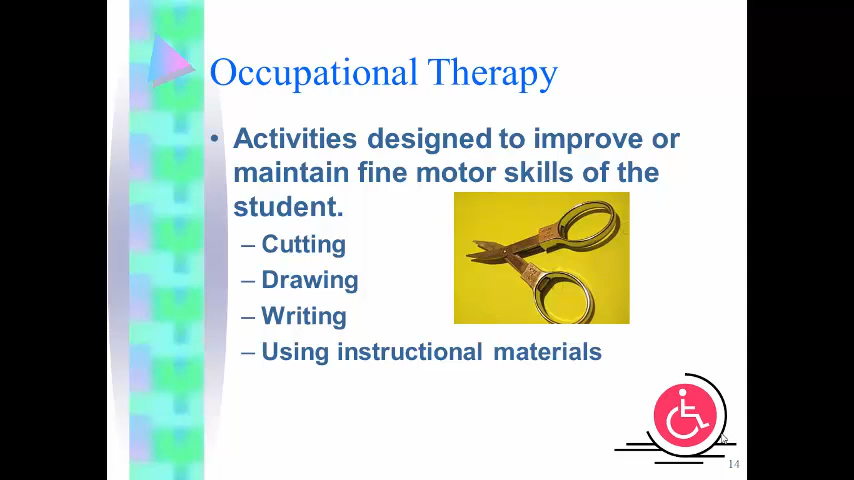 Occupational Therapy
• Activities designed to improve or
maintain fine motor skills of the
student.
– Cutting
– Drawing
– Writing
– Using instructional materials
14